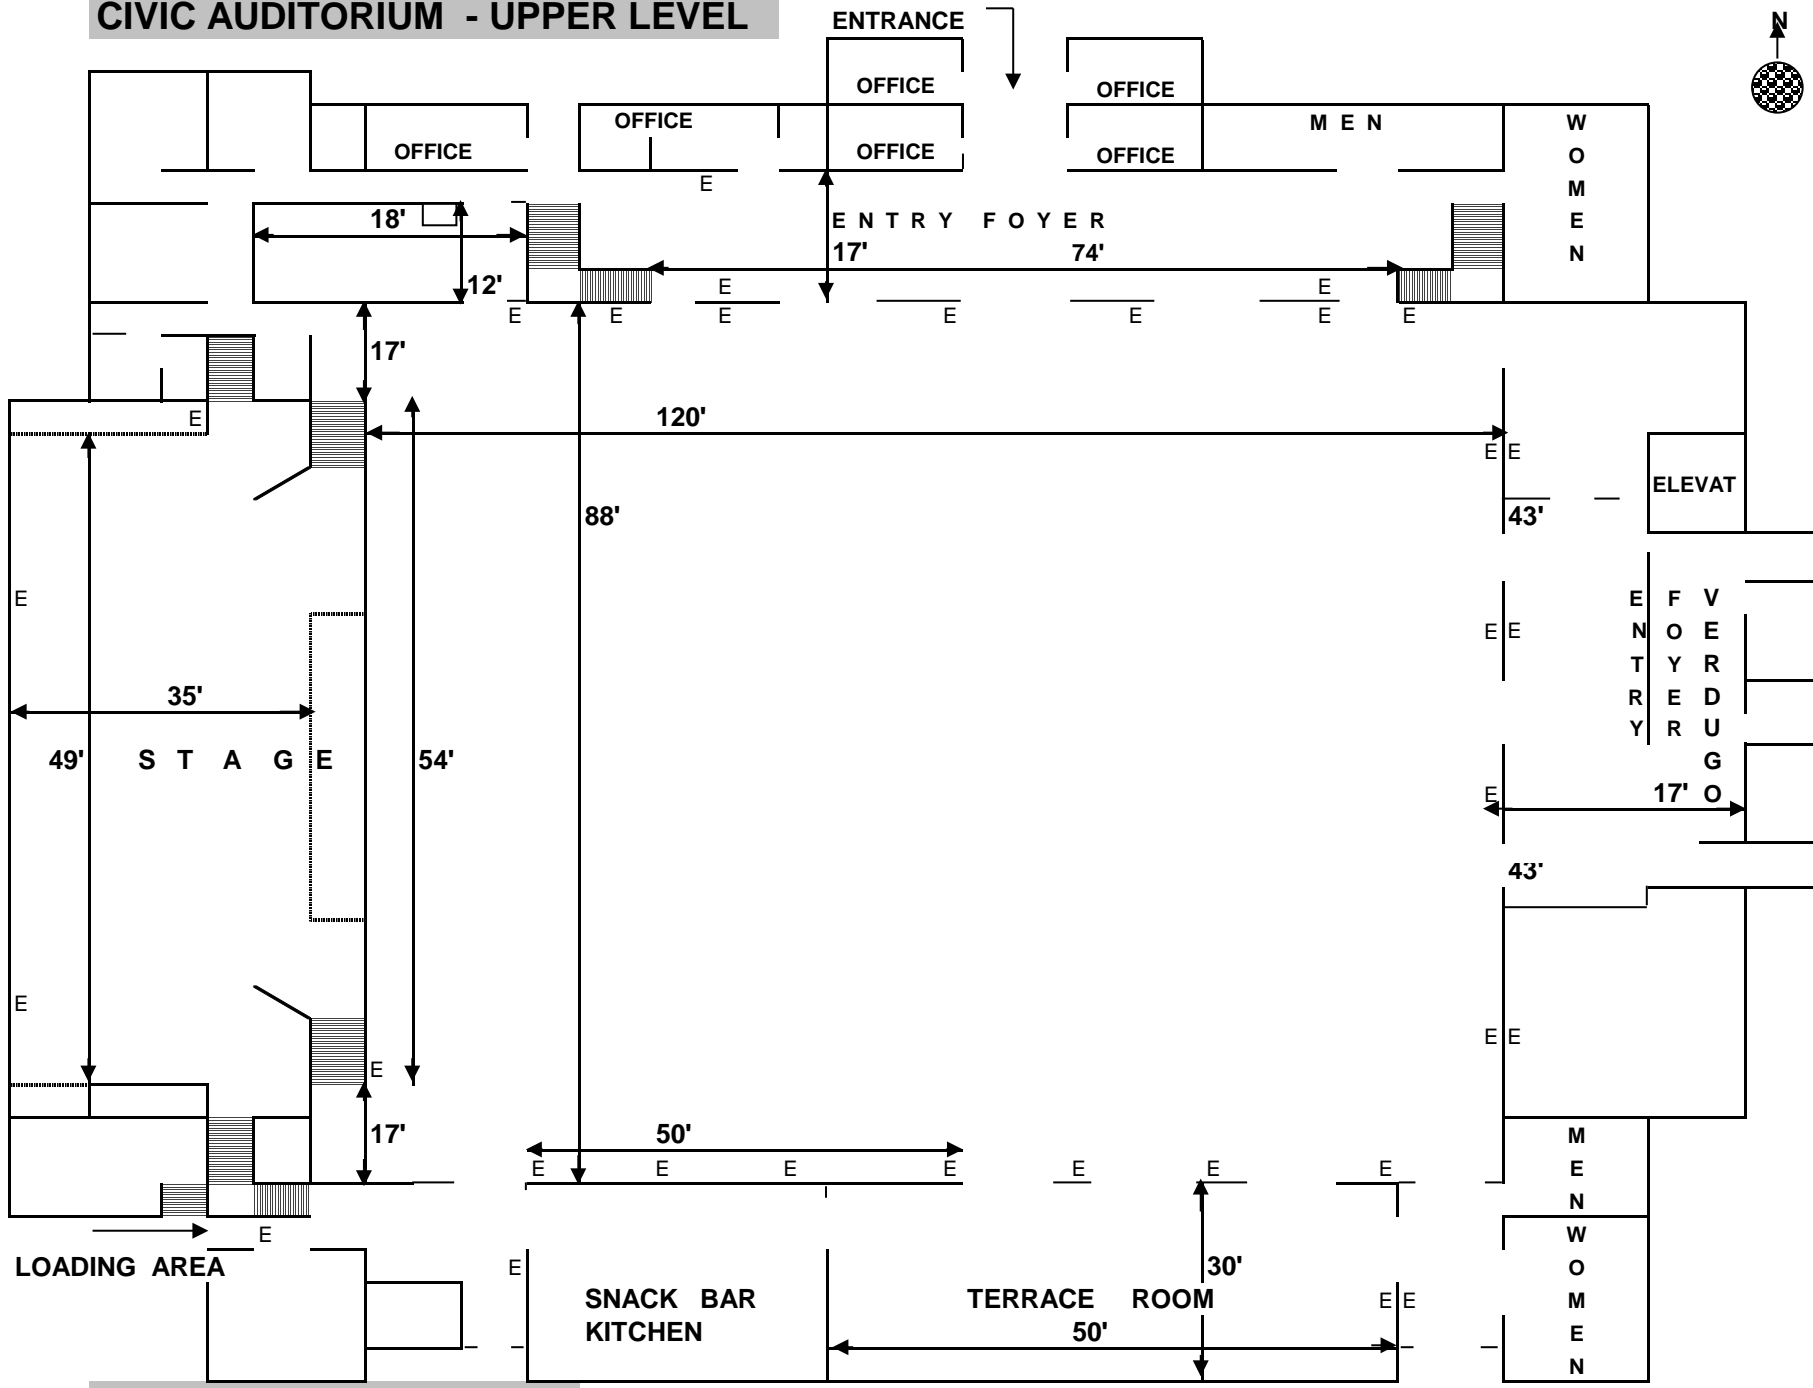 CIVIC AUDITORIUM - UPPER LEVEL
ENTRANCE
N
OFFICE
OFFICE
OFFICE
OFFICE
OFFICE
OFFICE
MEN
WOMEN
E
18'
ENTRY FOYER
17'
74'
12'
E
E
E
E
E
E
E
E
E
17'
E
120'
E E
ELEVAT
88'
43'
E
E E
ENTRY
FOYER
VERDUGO
35'
49'
STAGE
54'
E
17'
43'
E
E E
E
17'
50'
E
E
E
E
E
E
E
MEN
E
LOADING AREA
E
30'
WOMEN
SNACK BAR
KITCHEN
TERRACE ROOM
E E
50'